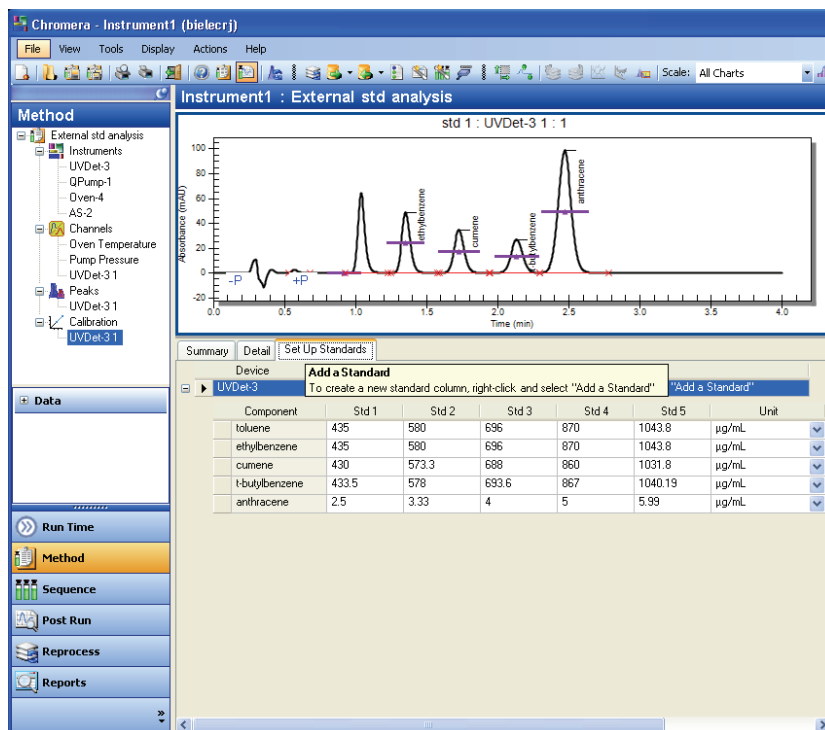 Chromera - Instrument1 (bielecrj)
File View Tools Display Actions Help
Scale: All Charts
Method
External std analysis
Instruments
UVDet-3
QPump-1
Oven-4
AS-2
Channels
Oven Temperature
Pump Pressure
UVDet-3 1
Peaks
UVDet-3 1
Calibration
UVDet-3 1
Data
Run Time
Method
Sequence
Post Run
Reprocess
Reports
»
Instrument1 : External std analysis
std 1 : UVDet-3 1 : 1
Absorbance (mAU)
100
80
60
40
20
0
-20
-P
+P
ethylbenzene
cumene
t-butylbenzene
anthracene
0.0 0.5 1.0 1.5 2.0 2.5 3.0 3.5 4.0
Time (min)
Summary Detail Set Up Standards
Device
Add a Standard
UVDet-3 To create a new standard column, right-click and select "Add a Standard" "Add a Standard"
Component Std 1 Std 2 Std 3 Std 4 Std 5 Unit
toluene 435 580 696 870 1043.8 µg/mL
ethylbenzene 435 580 696 870 1043.8 µg/mL
cumene 430 573.3 688 860 1031.8 µg/mL
t-butylbenzene 433.5 578 693.6 867 1040.19 µg/mL
anthracene 2.5 3.33 4 5 5.99 µg/mL